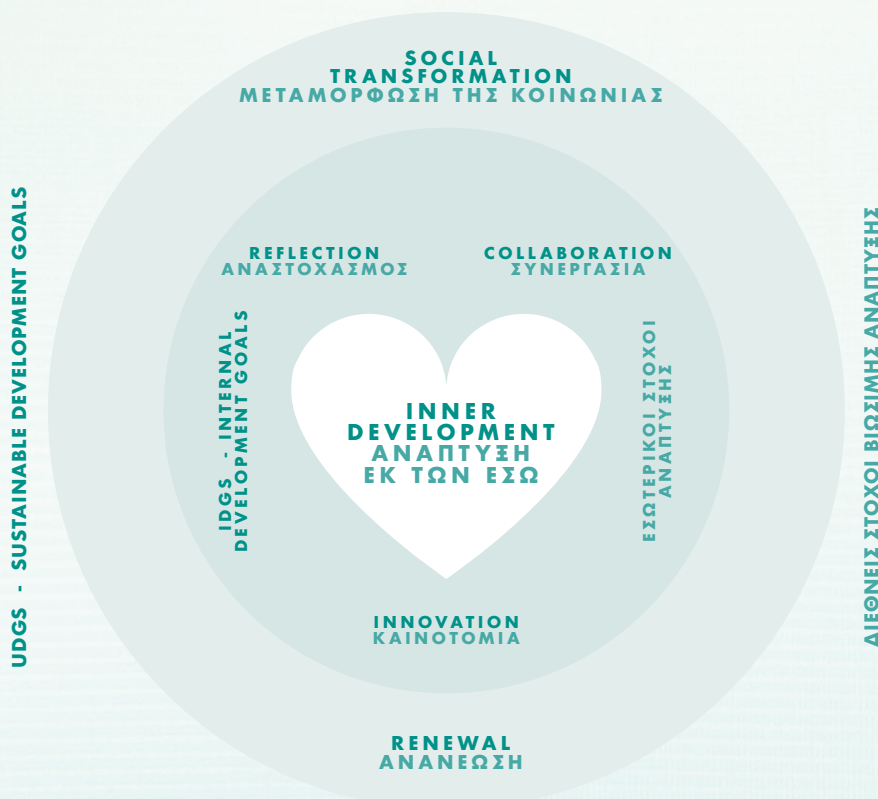 SOCIAL
TRANSFORMATION
ΜΕΤΑΜΟΡΦΩΣΗ ΤΗΣ ΚΟΙΝΩΝΙΑΣ
UDGS - SUSTAINABLE DEVELOPMENT GOALS
REFLECTION
ΑΝΑΣΤΟΧΑΣΜΟΣ
COLLABORATION
ΣΥΝΕΡΓΑΣΙΑ
IDGS - INTERNAL
DEVELOPMENT GOALS
INNER
DEVELOPMENT
ΑΝΑΠΤΥΞΗ
ΕΚ ΤΩΝ ΕΣΩ
ΕΣΩΤΕΡΙΚΟΙ ΣΤΟΧΟΙ
ΑΝΑΠΤΥΞΗΣ
ΔΙΕΘΝΕΙΣ ΣΤΟΧΟΙ ΒΙΩΣΙΜΗΣ ΑΝΑΠΤΥΞΗΣ
INNOVATION
ΚΑΙΝΟΤΟΜΙΑ
RENEWAL
ΑΝΑΝΕΩΣΗ